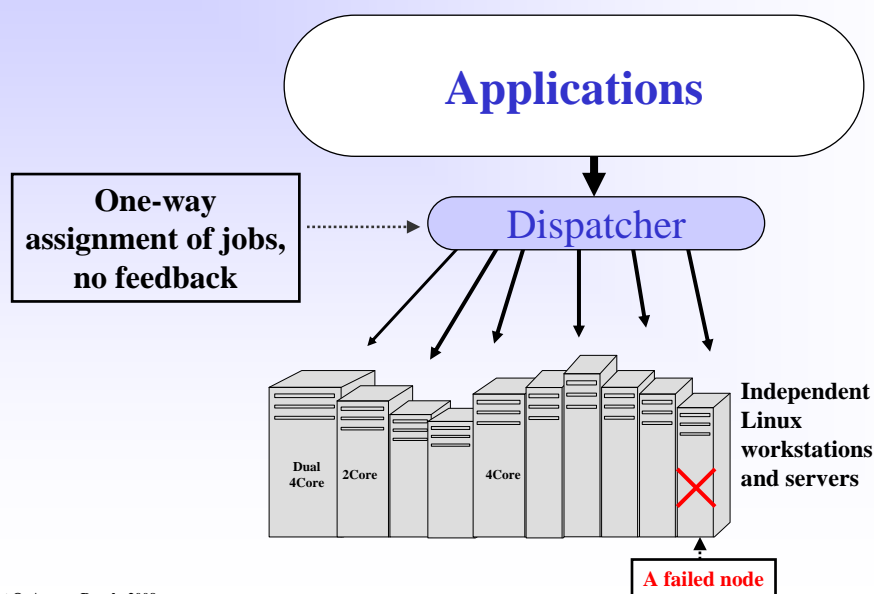 Applications
One-way
assignment of jobs,
no feedback
Dispatcher
Independent
Linux
workstations
and servers
Dual
4Core
2Core
4Core
A failed node
2008